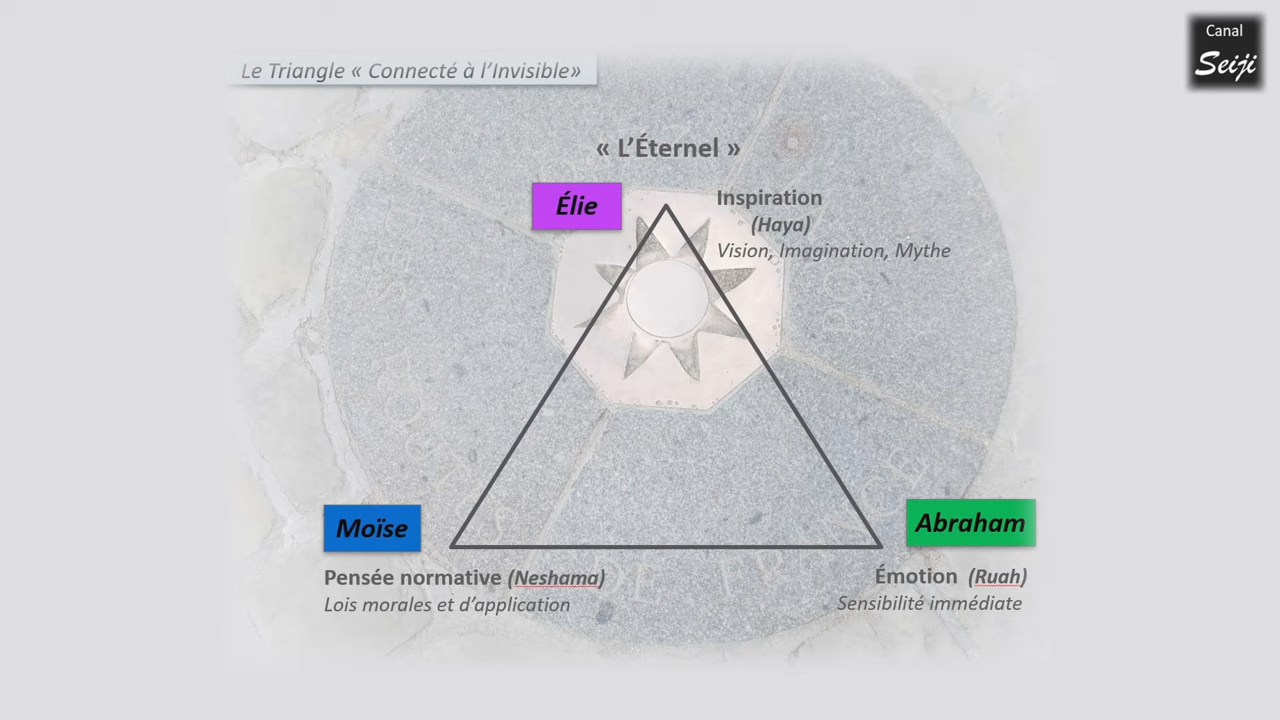 Canal
Seiji
Le Triangle « Connecté à l’Invisible»
« L’Éternel »
Élie
Inspiration
(Haya)
Vision, Imagination, Mythe
Moïse
Abraham
Pensée normative (Neshama)
Lois morales et d’application
Émotion (Ruah)
Sensibilité immédiate